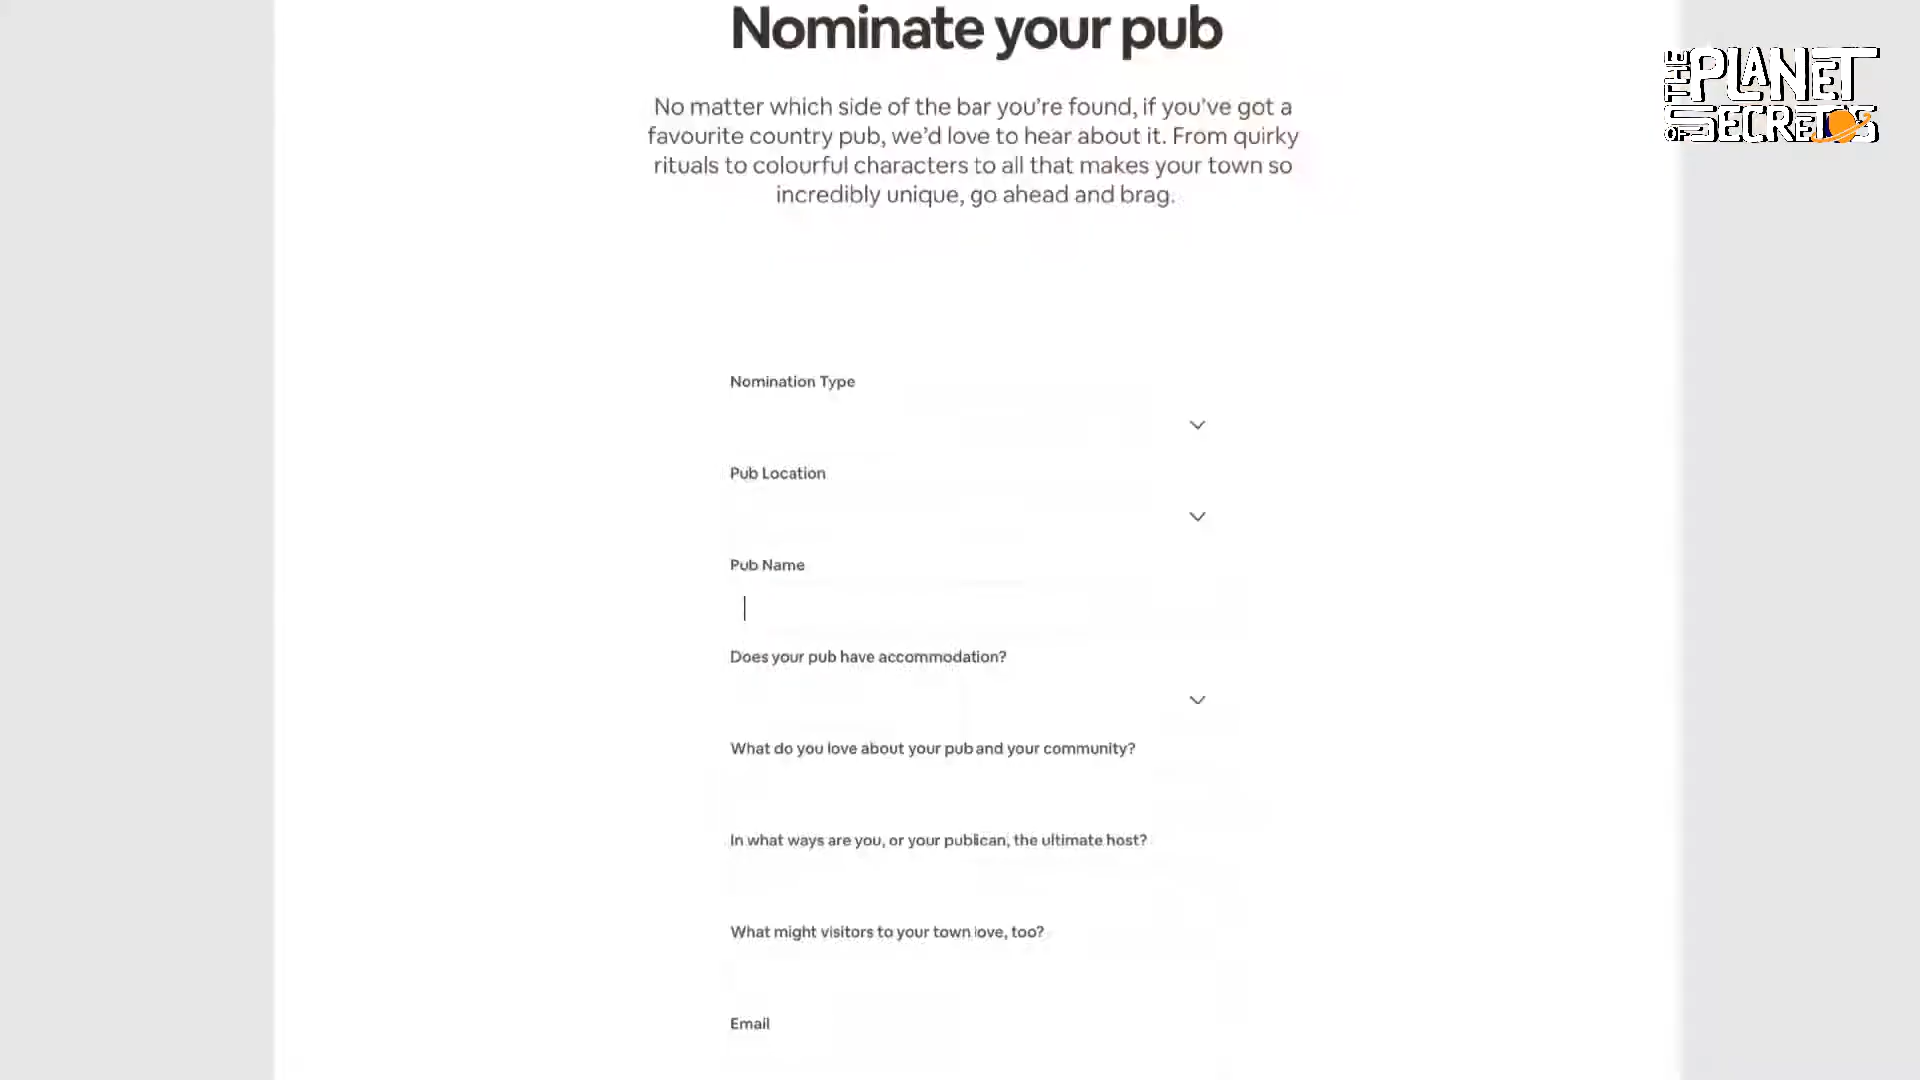 Nominate your pub
THE PLANET
OF SECRETS
No matter which side of the bar you're found, if you've got a
favourite country pub, we'd love to hear about it. From quirky
rituals to colourful characters to all that makes your town so
incredibly unique, go ahead and brag.
Nomination Type
Pub Location
Pub Name
Does your pub have accommodation?
What do you love about your pub and your community?
In what ways are you, or your publican, the ultimate host?
What might visitors to your town love, too?
Email